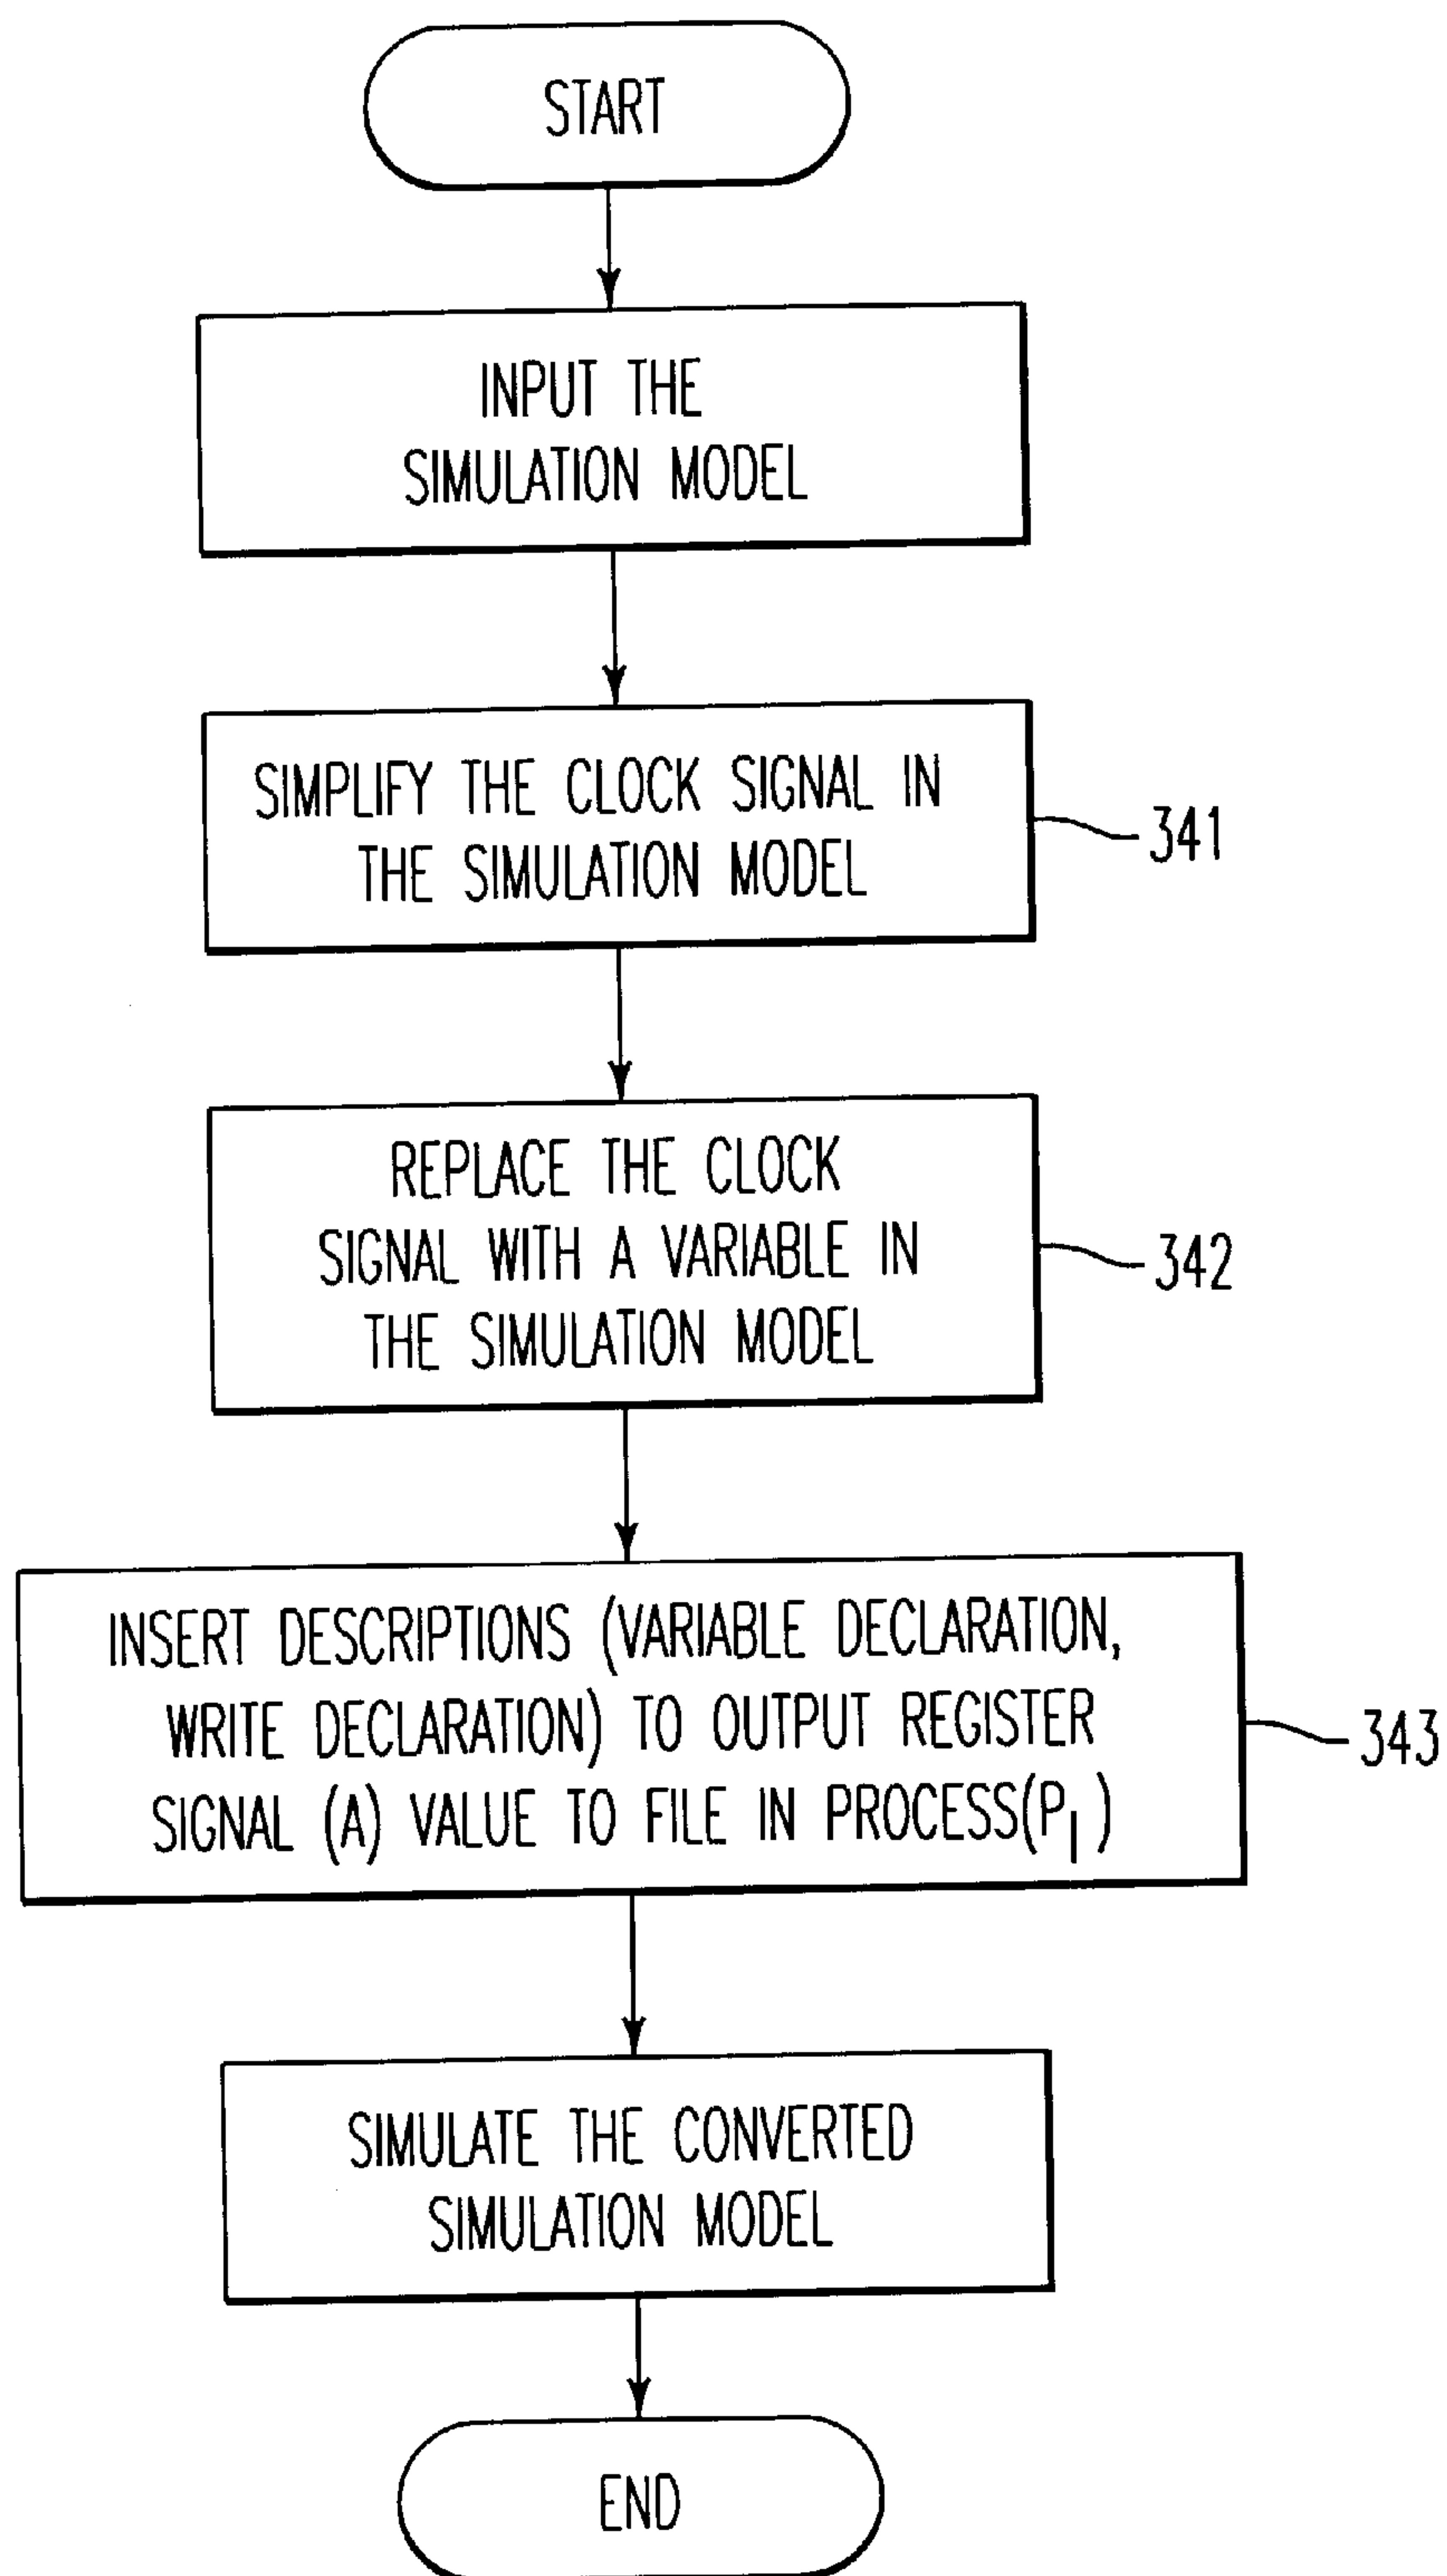 START
INPUT THE
SIMULATION MODEL
SIMPLIFY THE CLOCK SIGNAL IN
THE SIMULATION MODEL
341
REPLACE THE CLOCK
SIGNAL WITH A VARIABLE IN
THE SIMULATION MODEL
342
INSERT DESCRIPTIONS (VARIABLE DECLARATION,
WRITE DECLARATION) TO OUTPUT REGISTER
SIGNAL (A) VALUE TO FILE IN PROCESS(P1)
343
SIMULATE THE CONVERTED
SIMULATION MODEL
END